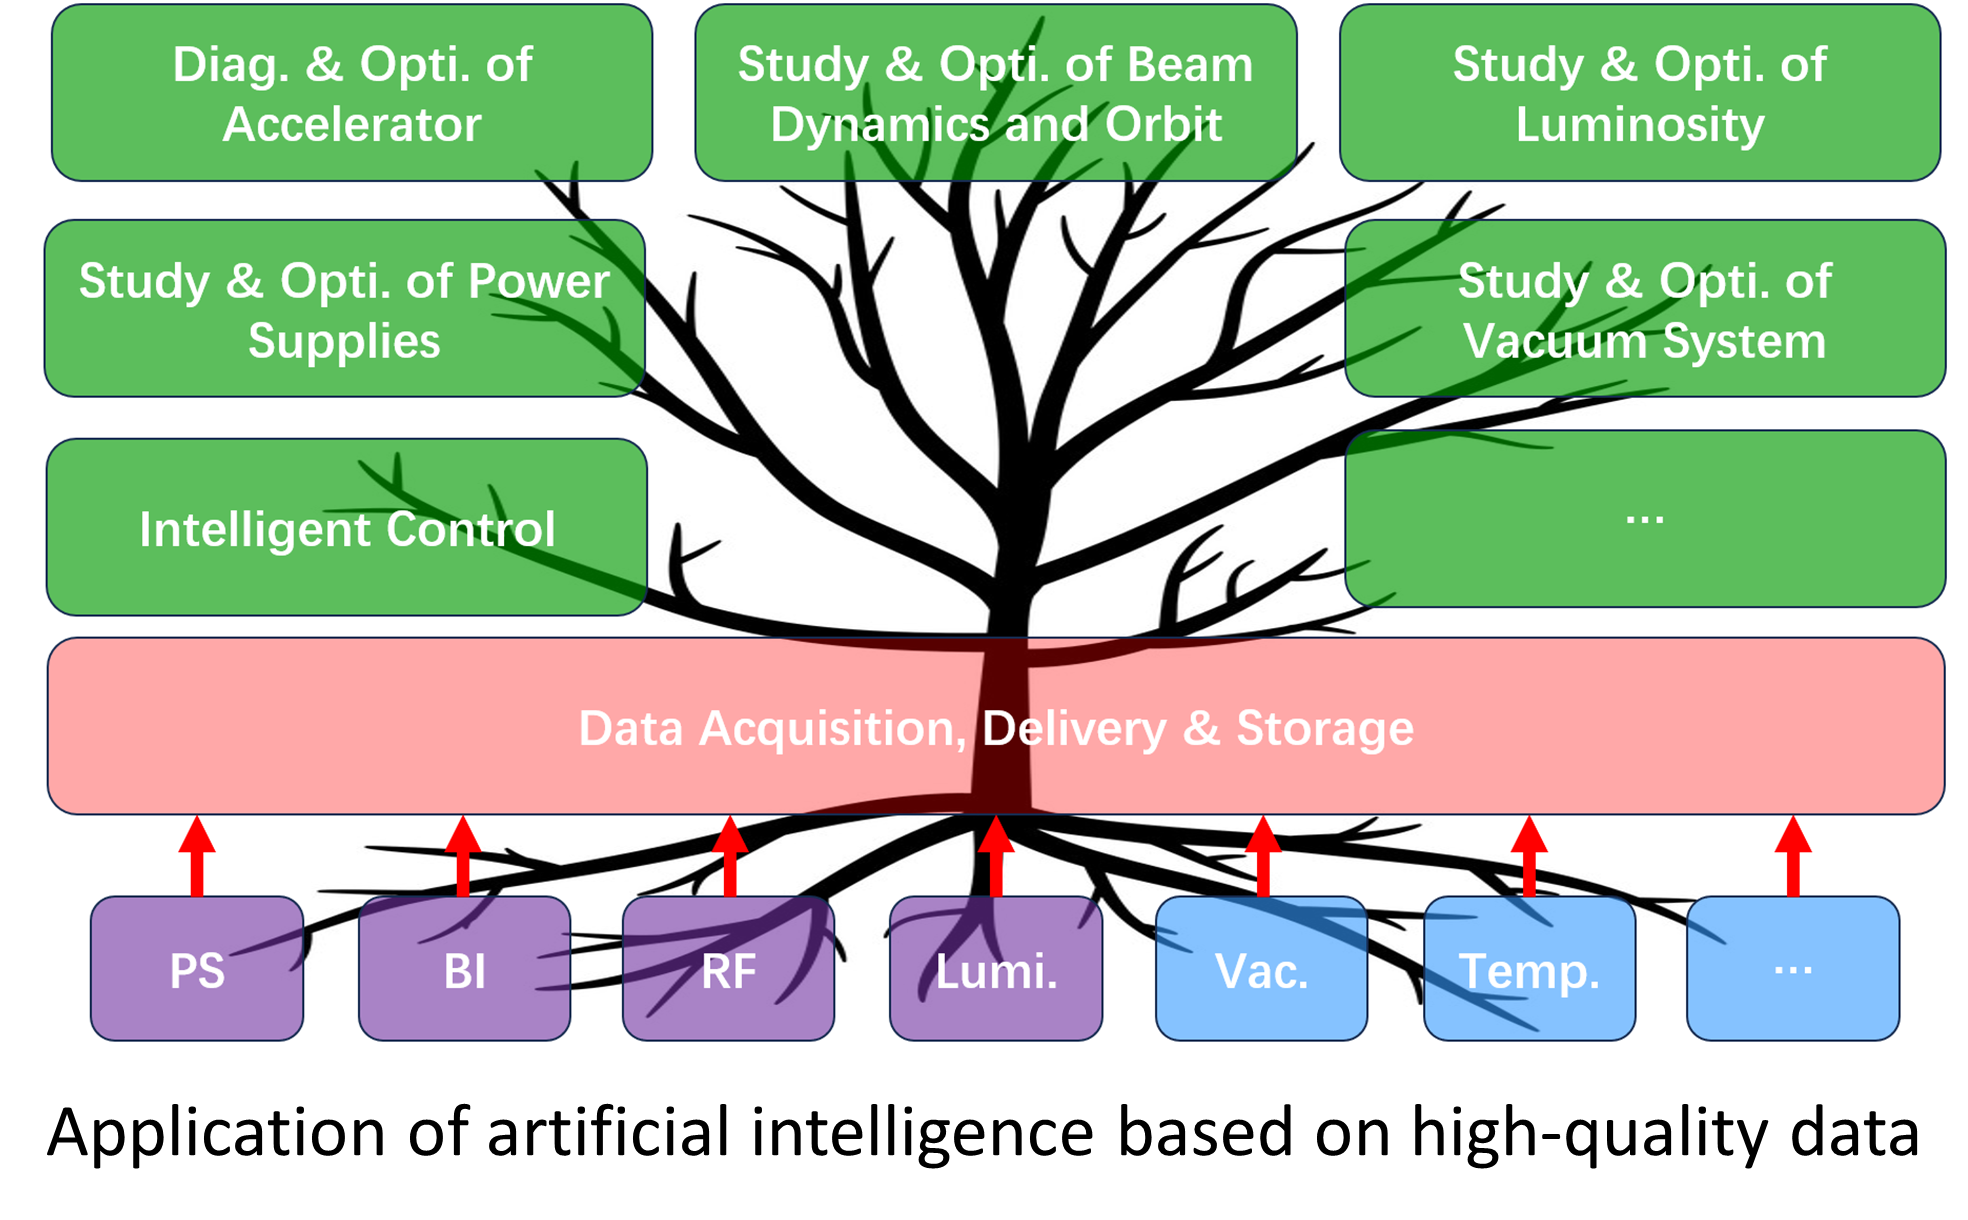 Diag. & Opti. of
Accelerator
Study & Opti. of Beam
Dynamics and Orbit
Study & Opti. of
Luminosity
Study & Opti. of Power
Supplies
Study & Opti. of
Vacuum System
Intelligent Control
...
Data Acquisition, Delivery & Storage
PS
BI
RF
Lumi.
Vac.
Temp.
...
Application of artificial intelligence based on high-quality data